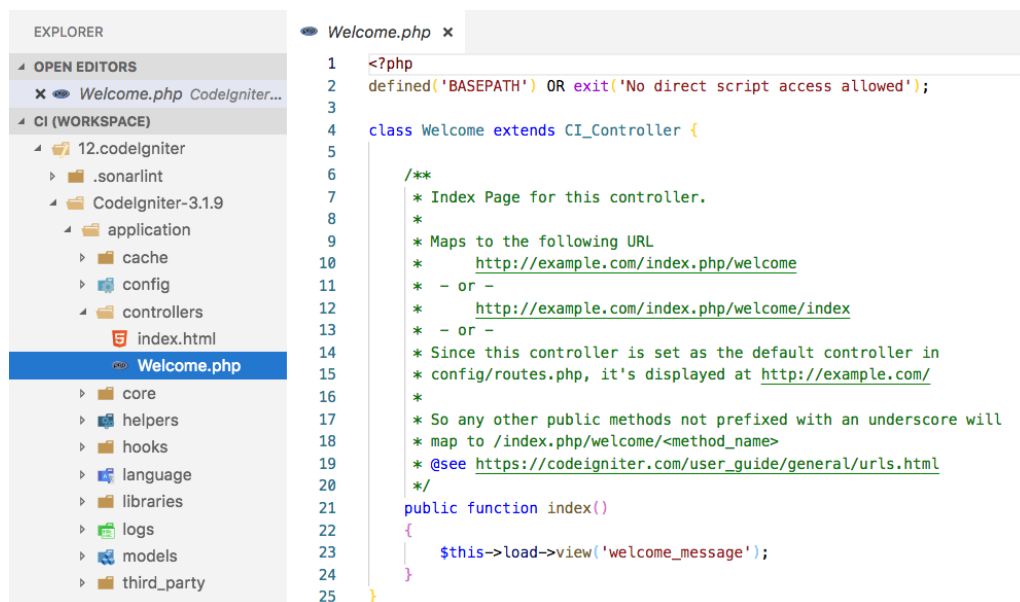 EXPLORER
OPEN EDITORS
Welcome.php CodeIgniter...
CI (WORKSPACE)
12.codeIgniter
.sonarlint
CodeIgniter-3.1.9
application
cache
config
controllers
index.html
Welcome.php
core
helpers
hooks
language
libraries
logs
models
third_party
Welcome.php
1 <?php
2 defined('BASEPATH') OR exit('No direct script access allowed');
3
4 class Welcome extends CI_Controller {
5
6 /**
7 * Index Page for this controller.
8 *
9 * Maps to the following URL
10 * http://example.com/index.php/welcome
11 * - or -
12 * http://example.com/index.php/welcome/index
13 * - or -
14 * Since this controller is set as the default controller in
15 * config/routes.php, it's displayed at http://example.com/
16 *
17 * So any other public methods not prefixed with an underscore will
18 * map to /index.php/welcome/<method_name>
19 * @see https://codeigniter.com/user_guide/general/urls.html
20 */
21 public function index()
22 {
23 $this->load->view('welcome_message');
24 }
25 }